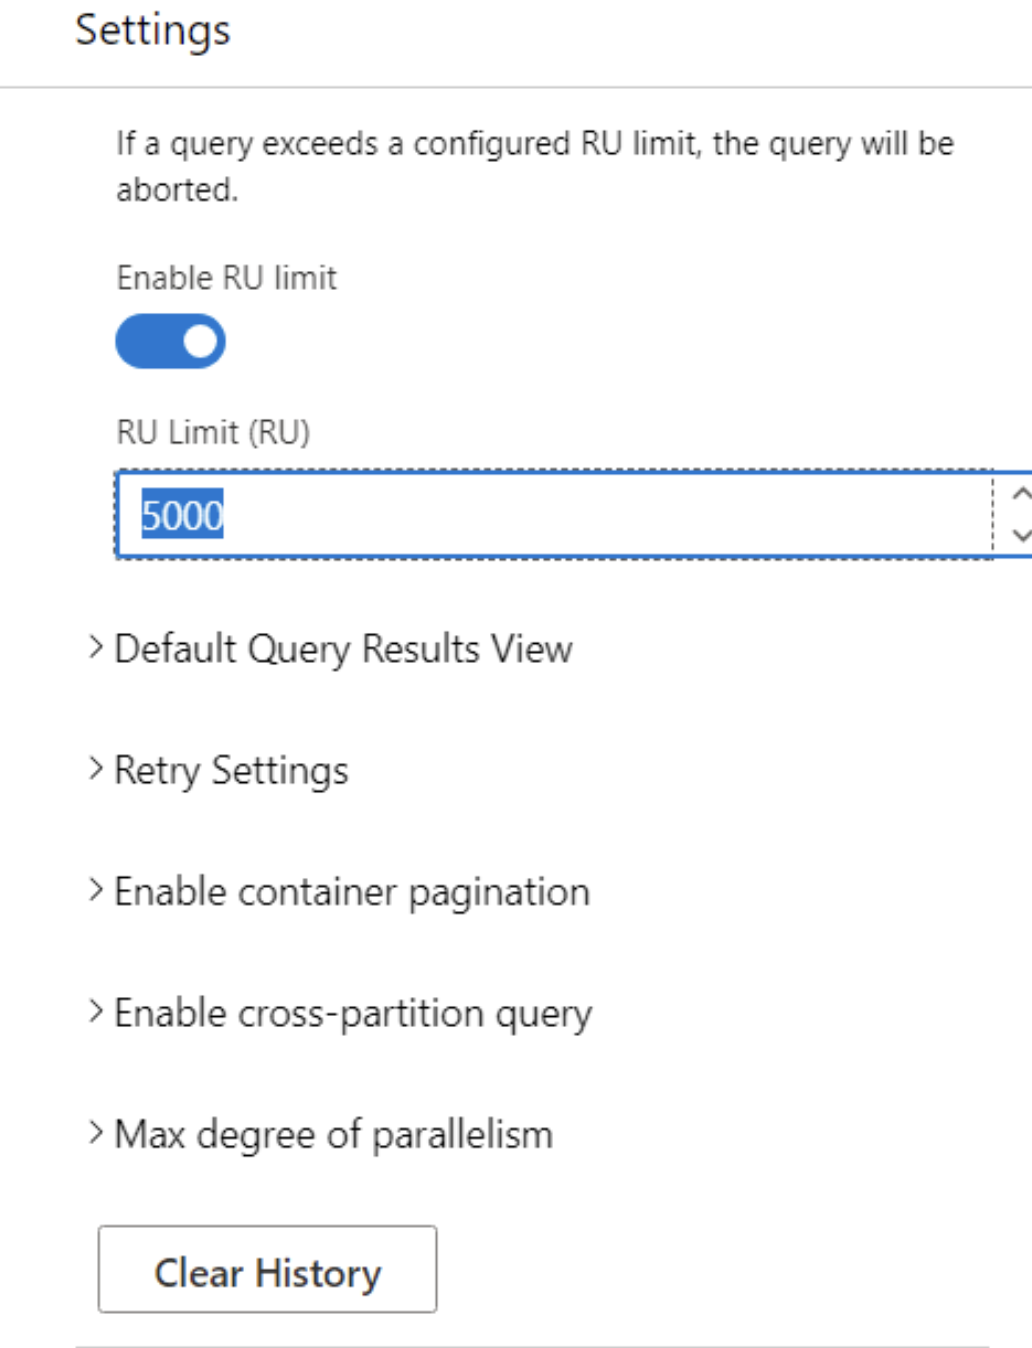 Settings
If a query exceeds a configured RU limit, the query will be
aborted.
Enable RU limit
RU Limit (RU)
5000
Default Query Results View
Retry Settings
Enable container pagination
Enable cross-partition query
Max degree of parallelism
Clear History